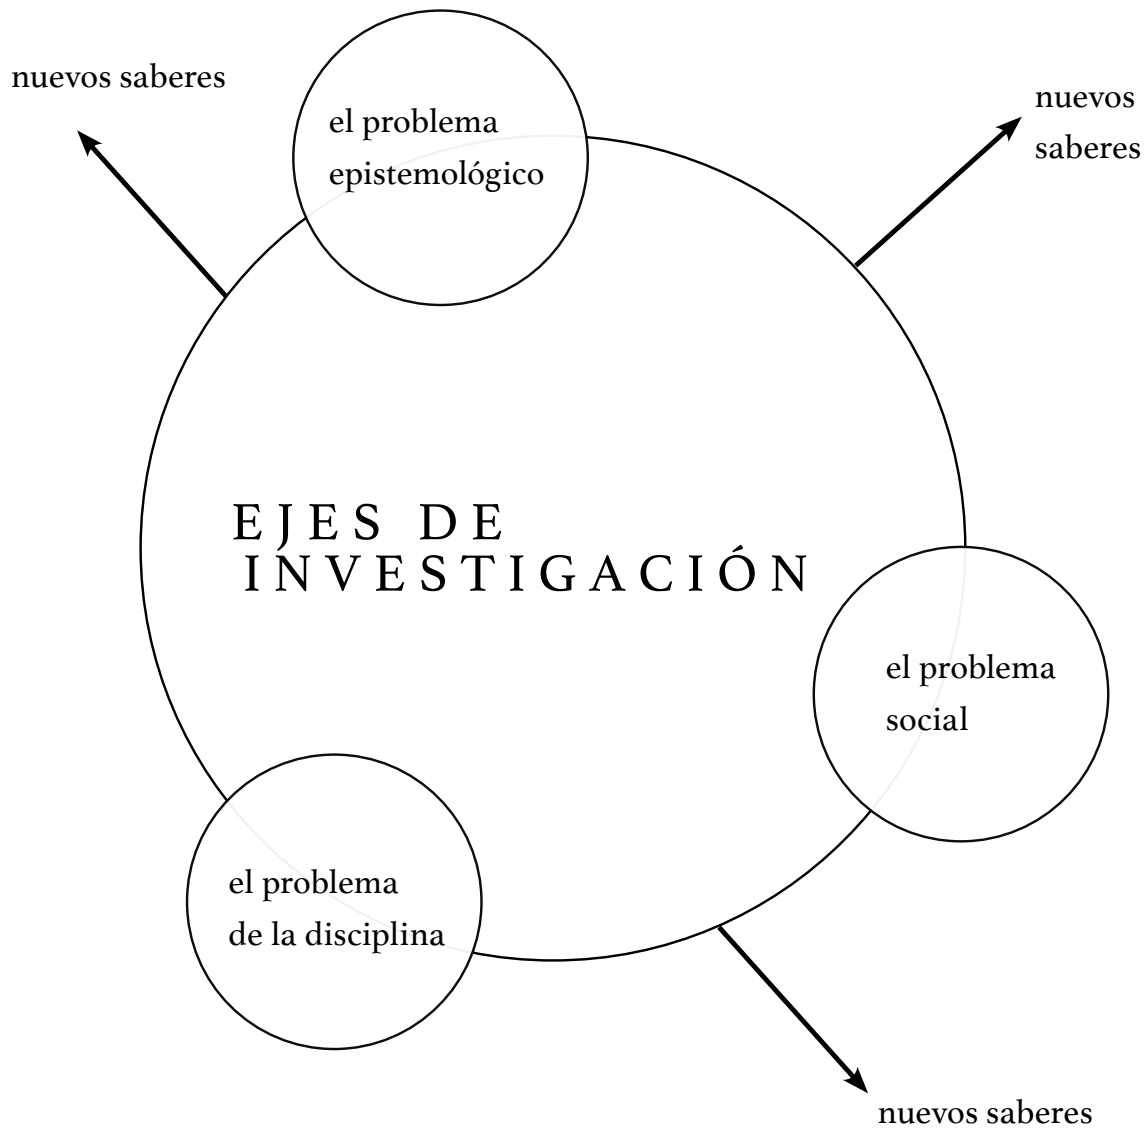 nuevos saberes
nuevos
saberes
el problema
epistemológico
EJES DE
INVESTIGACIÓN
el problema
social
el problema
de la disciplina
nuevos saberes